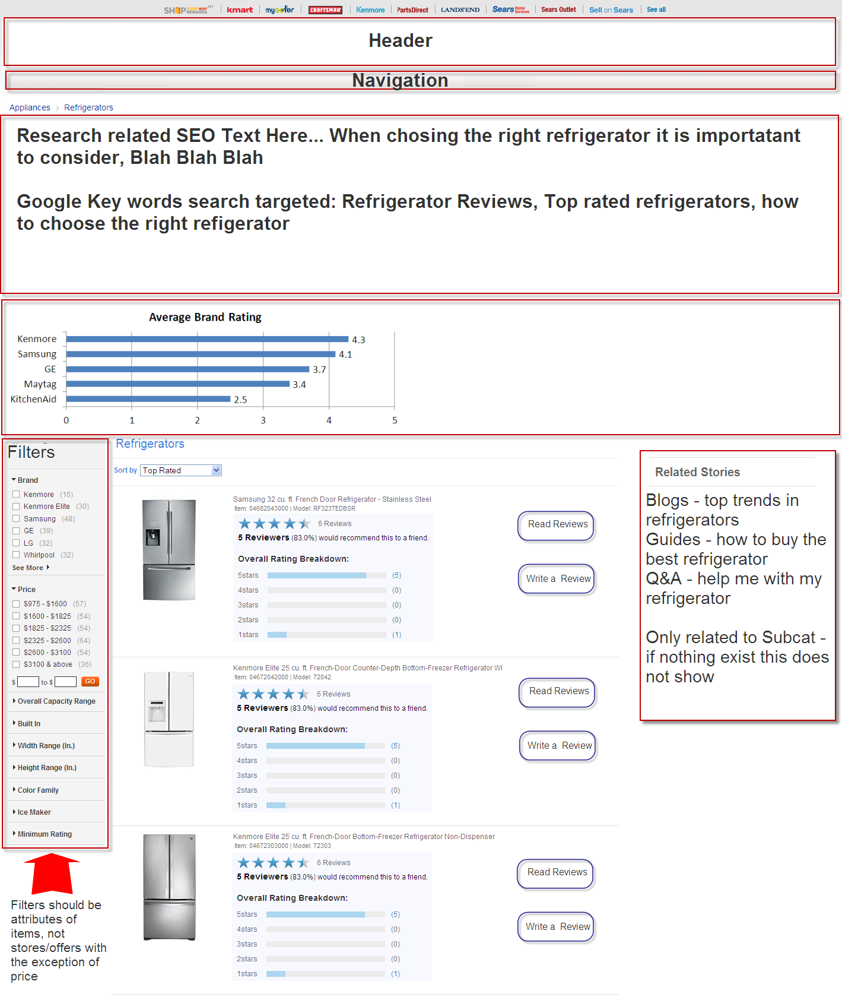 SHOP YOUR WAY REWARDS SM kmart mygofer CRAFTSMAN Kenmore PartsDirect LANDS'END Sears Home Services Sears Outlet Sell on Sears See all
Header
Navigation
Appliances > Refrigerators
Research related SEO Text Here... When chosing the right refrigerator it is importatant
to consider, Blah Blah Blah
Google Key words search targeted: Refrigerator Reviews, Top rated refrigerators, how
to choose the right refigerator
Average Brand Rating
Kenmore 4.3
Samsung 4.1
GE 3.7
Maytag 3.4
KitchenAid 2.5
0 1 2 3 4 5
Filters
Brand
Kenmore (16)
Kenmore Elite (30)
Samsung (48)
GE (39)
LG (32)
Whirlpool (32)
See More
Price
$975 - $1600 (57)
$1600 - $1825 (54)
$1825 - $2325 (54)
$2325 - $2600 (64)
$2600 - $3100 (54)
$3100 & above (36)
$ to $ GO
Overall Capacity Range
Built In
Width Range (In.)
Height Range (In.)
Color Family
Ice Maker
Minimum Rating
Filters should be
attributes of
items, not
stores/offers with
the exception of
price
Refrigerators
Sort by Top Rated
Samsung 32 cu. ft. French Door Refrigerator - Stainless Steel
Item: 04682043000 | Model: RF323TEDBSR
6 Reviews
5 Reviewers (83.0%) would recommend this to a friend.
Overall Rating Breakdown:
5stars (5)
4stars (0)
3stars (0)
2stars (0)
1stars (1)
Read Reviews
Write a Review
Kenmore Elite 25 cu. ft. French-Door Counter-Depth Bottom-Freezer Refrigerator WI
Item: 04672042000 | Model: 72042
6 Reviews
5 Reviewers (83.0%) would recommend this to a friend.
Overall Rating Breakdown:
5stars (5)
4stars (0)
3stars (0)
2stars (0)
1stars (1)
Read Reviews
Write a Review
Kenmore Elite 25 cu. ft. French-Door Bottom-Freezer Refrigerator Non-Dispenser
Item: 04672303000 | Model: 72303
6 Reviews
5 Reviewers (83.0%) would recommend this to a friend.
Overall Rating Breakdown:
5stars (5)
4stars (0)
3stars (0)
2stars (0)
1stars (1)
Read Reviews
Write a Review
Related Stories
Blogs - top trends in
refrigerators
Guides - how to buy the
best refrigerator
Q&A - help me with my
refrigerator
Only related to Subcat -
if nothing exist this does
not show